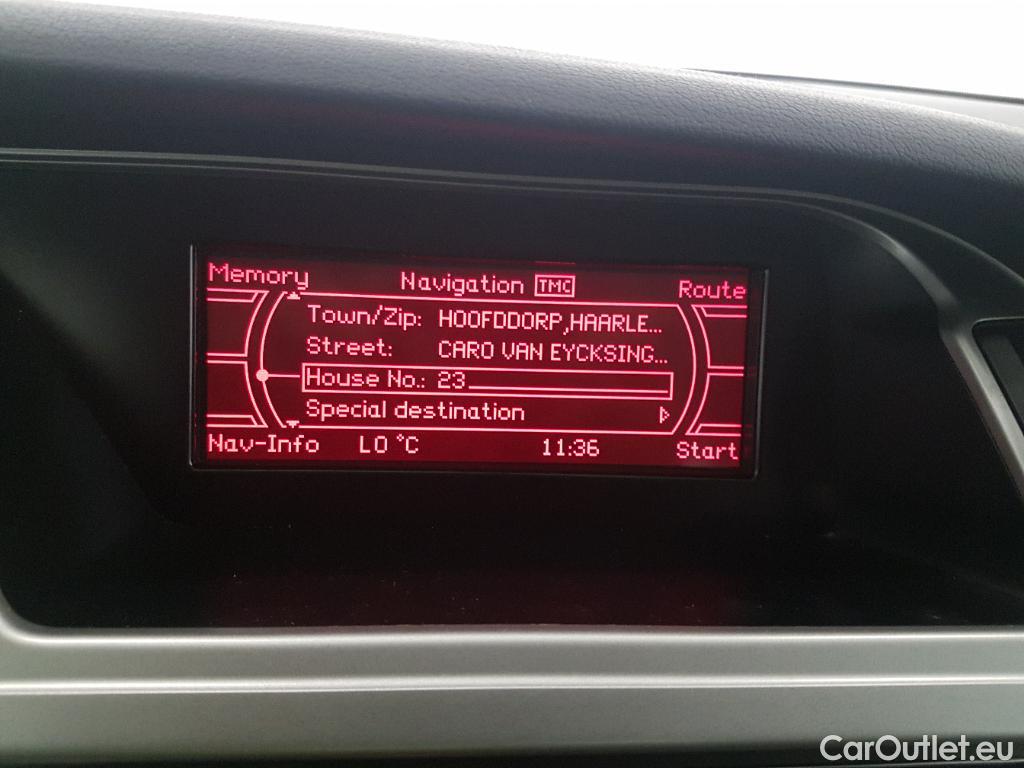 Memory Navigation TMC Route
Town/Zip: HOOFDDORP,HAARLE...
Street: CARO VAN EYCKSING...
House No.: 23
Special destination
Nav-Info LO °C 11:36 Start
CarOutlet.eu